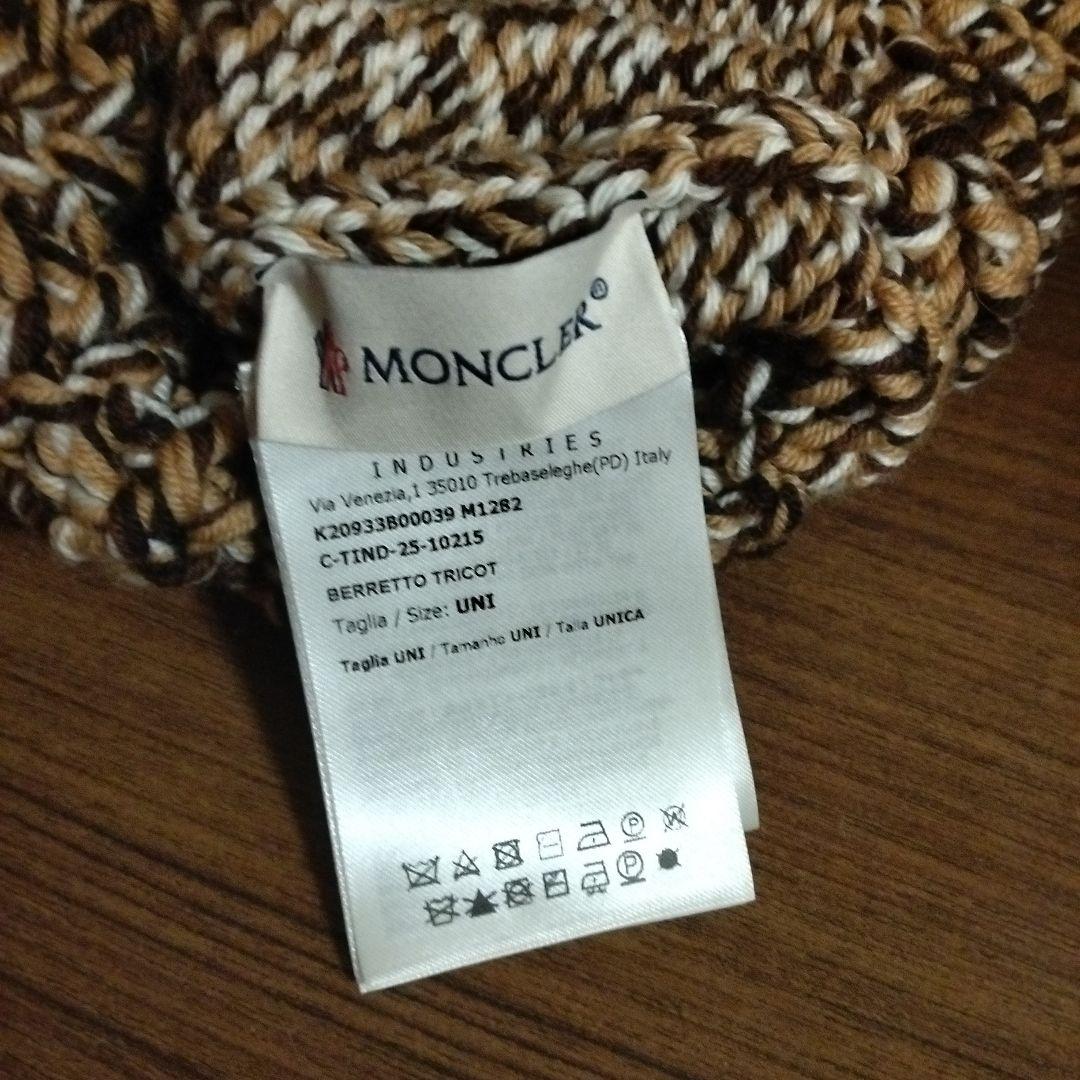 MONCLER®
INDUSTRIES
Via Venezia,1 35010 Trebaseleghe(PD) Italy
K20933B00039 M1282
C-TIND-25-10215
BERRETTO TRICOT
Taglia / Size: UNI
Taglia UNI / Tamanho UNI / Talla UNICA